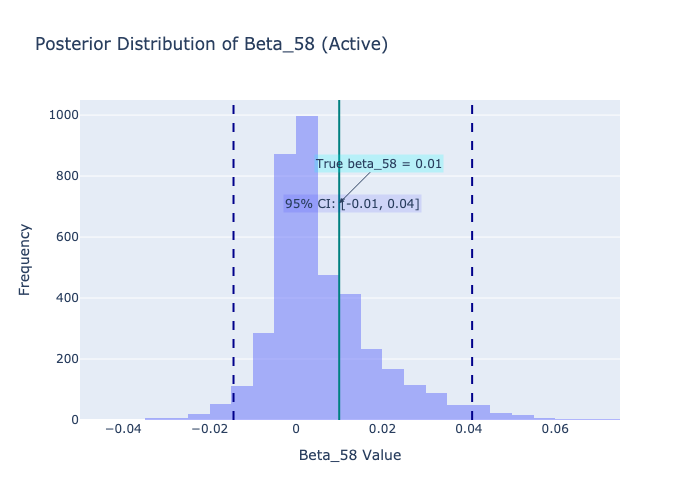 Posterior Distribution of Beta_58 (Active)
1000
800
600
400
200
0
Frequency
True beta_58 = 0.01
95% CI: [-0.01, 0.04]
−0.04
−0.02
0
0.02
0.04
0.06
Beta_58 Value